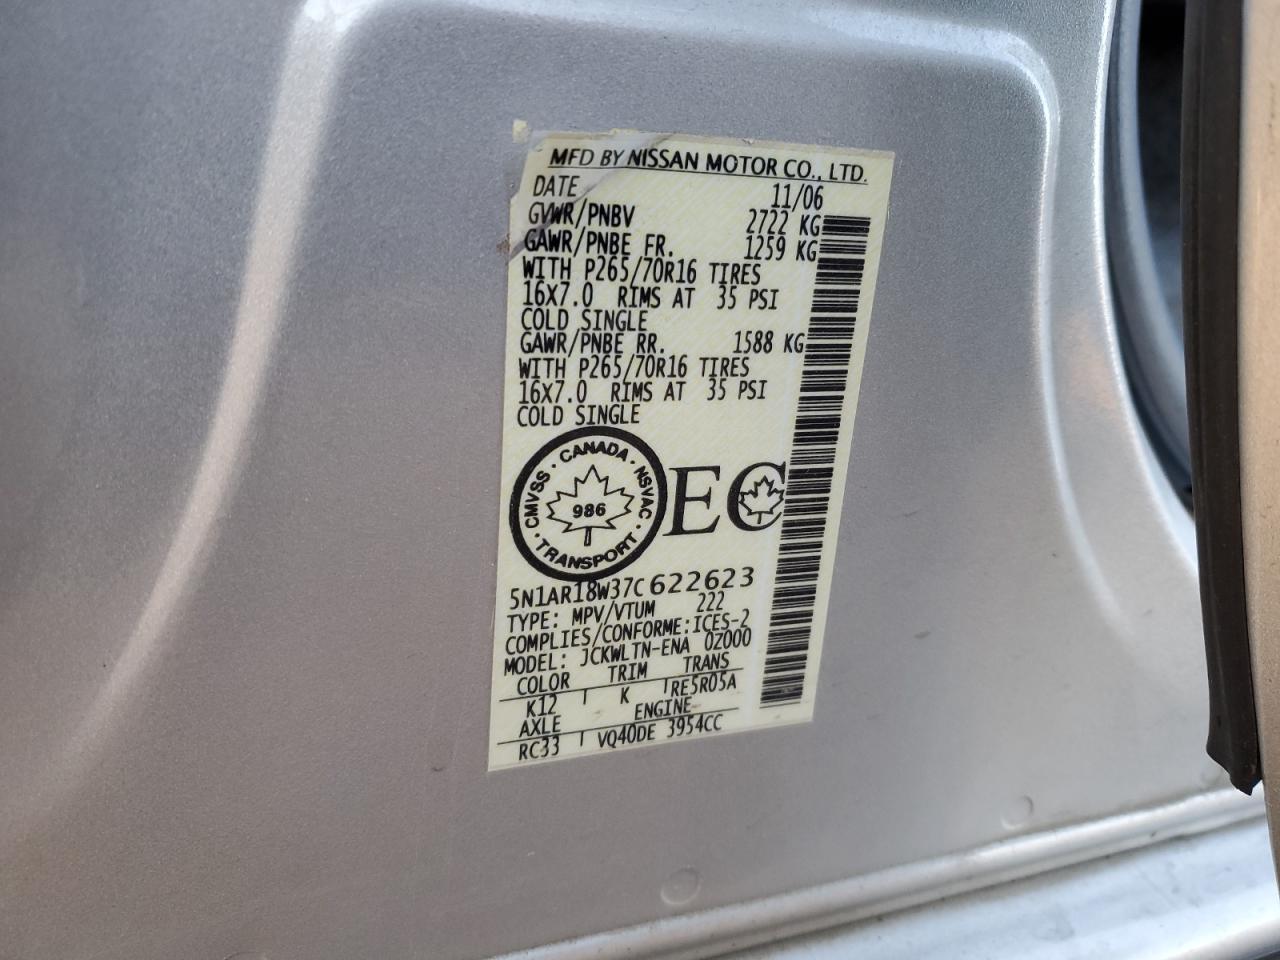 MFD BY NISSAN MOTOR CO., LTD.
DATE 11/06
GVWR/PNBV 2722 KG
GAWR/PNBE FR. 1259 KG
WITH P265/70R16 TIRES
16X7.0 RIMS AT 35 PSI
COLD SINGLE
GAWR/PNBE RR. 1588 KG
WITH P265/70R16 TIRES
16X7.0 RIMS AT 35 PSI
COLD SINGLE
CMVSS · CANADA · NSVAC · TRANSPORT ·
986
EC
5N1AR18W37C622623
TYPE: MPV/VTUM 222
COMPLIES/CONFORME:ICES-2
MODEL: JCKWLTN-ENA 0Z000
COLOR TRIM TRANS
K12 K RE5R05A
AXLE ENGINE
RC33 VQ40DE 3954CC